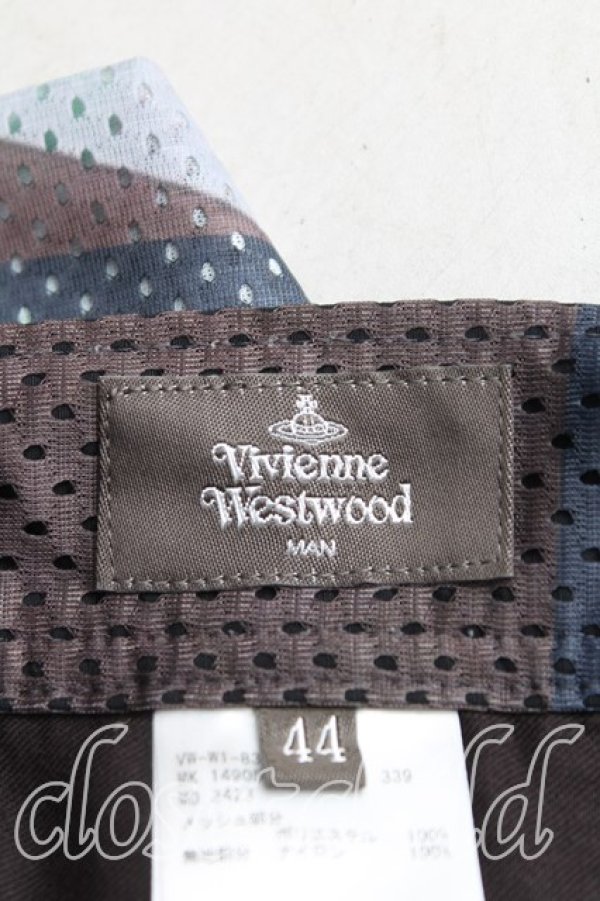 Vivienne
Westwood
MAN
44
339
メッシュ部分
ポリエステル 100%
無地部分 ナイロン 100%
closet child